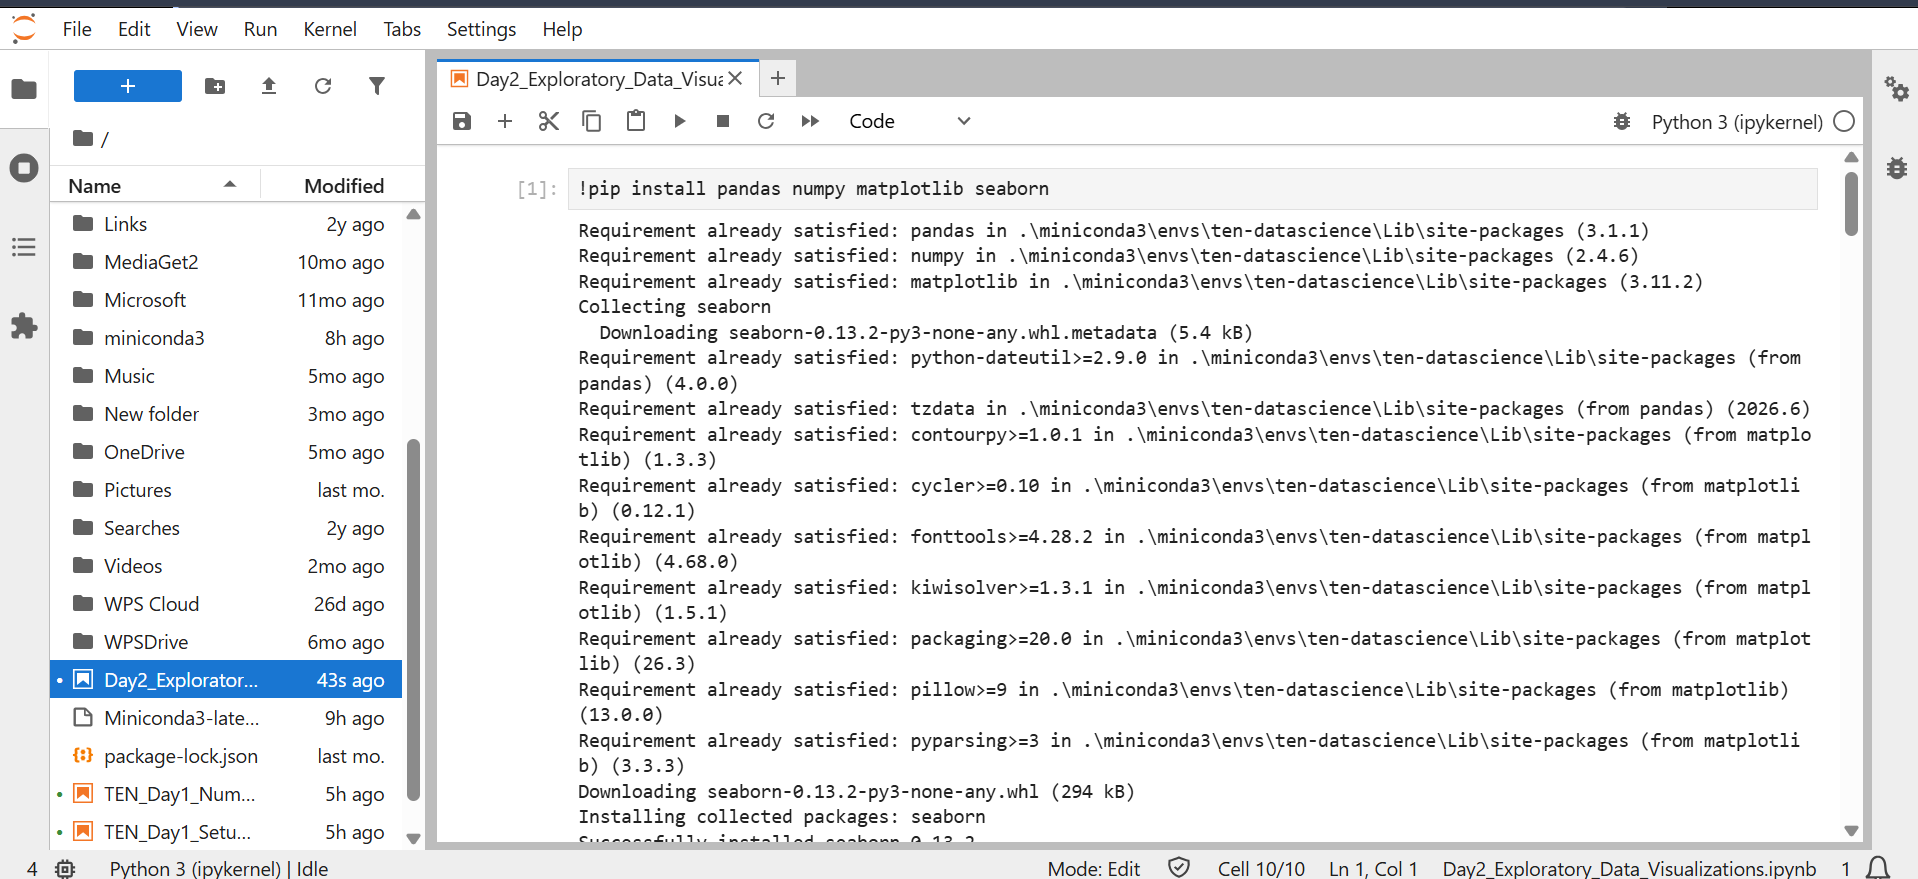 File Edit View Run Kernel Tabs Settings Help
Day2_Exploratory_Data_Visua
Code
Python 3 (ipykernel)
/
Name Modified
Links 2y ago
MediaGet2 10mo ago
Microsoft 11mo ago
miniconda3 8h ago
Music 5mo ago
New folder 3mo ago
OneDrive 5mo ago
Pictures last mo.
Searches 2y ago
Videos 2mo ago
WPS Cloud 26d ago
WPSDrive 6mo ago
Day2_Explorator... 43s ago
Miniconda3-late... 9h ago
package-lock.json last mo.
TEN_Day1_Num... 5h ago
TEN_Day1_Setu... 5h ago
[1]: !pip install pandas numpy matplotlib seaborn
Requirement already satisfied: pandas in .\miniconda3\envs\ten-datascience\Lib\site-packages (3.1.1)
Requirement already satisfied: numpy in .\miniconda3\envs\ten-datascience\Lib\site-packages (2.4.6)
Requirement already satisfied: matplotlib in .\miniconda3\envs\ten-datascience\Lib\site-packages (3.11.2)
Collecting seaborn
Downloading seaborn-0.13.2-py3-none-any.whl.metadata (5.4 kB)
Requirement already satisfied: python-dateutil>=2.9.0 in .\miniconda3\envs\ten-datascience\Lib\site-packages (from
pandas) (4.0.0)
Requirement already satisfied: tzdata in .\miniconda3\envs\ten-datascience\Lib\site-packages (from pandas) (2026.6)
Requirement already satisfied: contourpy>=1.0.1 in .\miniconda3\envs\ten-datascience\Lib\site-packages (from matplo
tlib) (1.3.3)
Requirement already satisfied: cycler>=0.10 in .\miniconda3\envs\ten-datascience\Lib\site-packages (from matplotli
b) (0.12.1)
Requirement already satisfied: fonttools>=4.28.2 in .\miniconda3\envs\ten-datascience\Lib\site-packages (from matpl
otlib) (4.68.0)
Requirement already satisfied: kiwisolver>=1.3.1 in .\miniconda3\envs\ten-datascience\Lib\site-packages (from matpl
otlib) (1.5.1)
Requirement already satisfied: packaging>=20.0 in .\miniconda3\envs\ten-datascience\Lib\site-packages (from matplot
lib) (26.3)
Requirement already satisfied: pillow>=9 in .\miniconda3\envs\ten-datascience\Lib\site-packages (from matplotlib)
(13.0.0)
Requirement already satisfied: pyparsing>=3 in .\miniconda3\envs\ten-datascience\Lib\site-packages (from matplotli
b) (3.3.3)
Downloading seaborn-0.13.2-py3-none-any.whl (294 kB)
Installing collected packages: seaborn
Successfully installed seaborn-0.13.2
4 Python 3 (ipykernel) | Idle
Mode: Edit Cell 10/10 Ln 1, Col 1 Day2_Exploratory_Data_Visualizations.ipynb 1